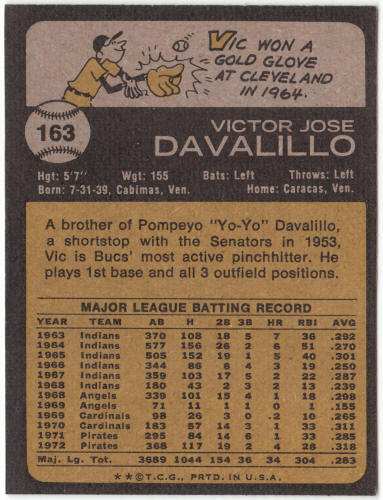 VIC WON A
GOLD GLOVE
AT CLEVELAND
IN 1964.
163
VICTOR JOSE
DAVALILLO
Hgt: 5'7" Wgt: 155 Bats: Left Throws: Left
Born: 7-31-39, Cabimas, Ven. Home: Caracas, Ven.
A brother of Pompeyo "Yo-Yo" Davalillo,
a shortstop with the Senators in 1953,
Vic is Bucs' most active pinchhitter. He
plays 1st base and all 3 outfield positions.
MAJOR LEAGUE BATTING RECORD
YEAR TEAM AB H 2B 3B HR RBI AVG
1963 Indians 370 108 18 5 7 36 .292
1964 Indians 577 156 26 2 6 51 .270
1965 Indians 505 152 19 1 5 40 .301
1966 Indians 344 86 6 4 3 19 .250
1967 Indians 359 103 17 5 2 22 .287
1968 Indians 180 43 2 3 2 13 .239
1968 Angels 339 101 15 4 1 18 .298
1969 Angels 71 11 1 1 0 1 .155
1969 Cardinals 98 26 3 0 2 10 .265
1970 Cardinals 183 57 14 3 1 33 .311
1971 Pirates 295 84 14 6 1 33 .285
1972 Pirates 368 117 19 2 4 28 .318
Maj. Lg. Tot. 3689 1044 154 36 34 304 .283
**© T.C.G., PRTD. IN U.S.A.